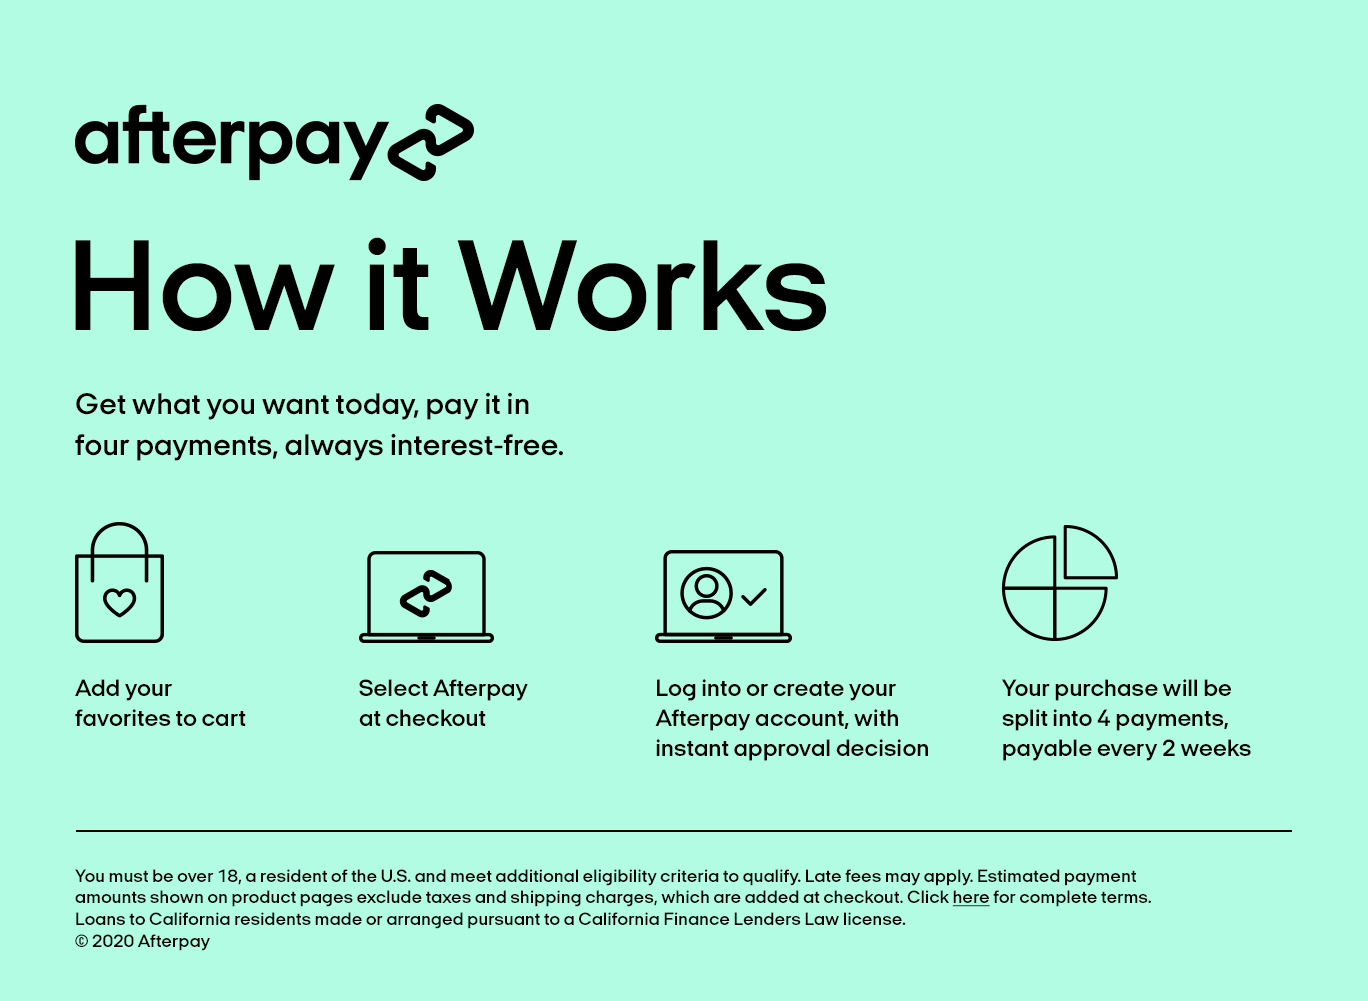 afterpay
How it Works
Get what you want today, pay it in
four payments, always interest-free.
Add your
favorites to cart
Select Afterpay
at checkout
Log into or create your
Afterpay account, with
instant approval decision
Your purchase will be
split into 4 payments,
payable every 2 weeks
You must be over 18, a resident of the U.S. and meet additional eligibility criteria to qualify. Late fees may apply. Estimated payment
amounts shown on product pages exclude taxes and shipping charges, which are added at checkout. Click here for complete terms.
Loans to California residents made or arranged pursuant to a California Finance Lenders Law license.
© 2020 Afterpay